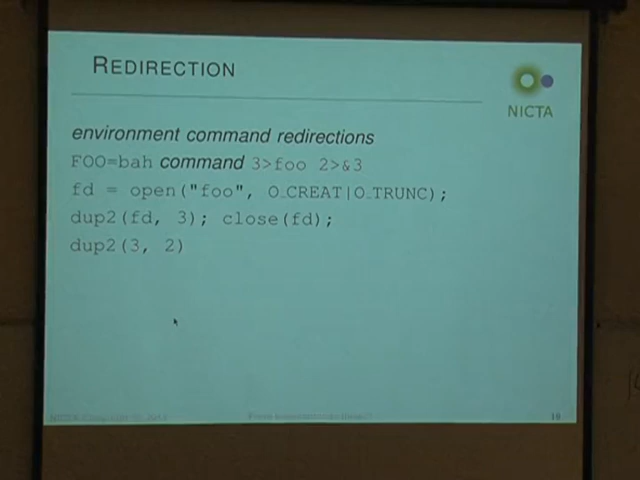 REDIRECTION
NICTA
environment command redirections
FOO=bah command 3>foo 2>&3
fd = open("foo", O_CREAT|O_TRUNC);
dup2(fd, 3); close(fd);
dup2(3, 2)